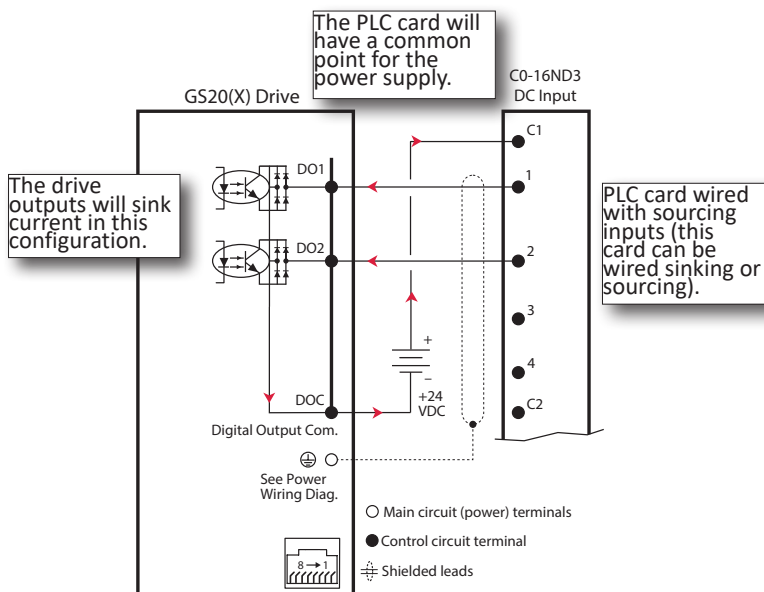 The PLC card will
have a common
point for the
power supply.
C0-16ND3
DC Input
GS20(X) Drive
C1
DO1
1
The drive
outputs will sink
current in this
configuration.
PLC card wired
with sourcing
inputs (this
card can be
wired sinking or
sourcing).
DO2
2
3
+
4
–
+24
VDC
DOC
C2
Digital Output Com.
See Power
Wiring Diag.
Main circuit (power) terminals
Control circuit terminal
8→1
Shielded leads